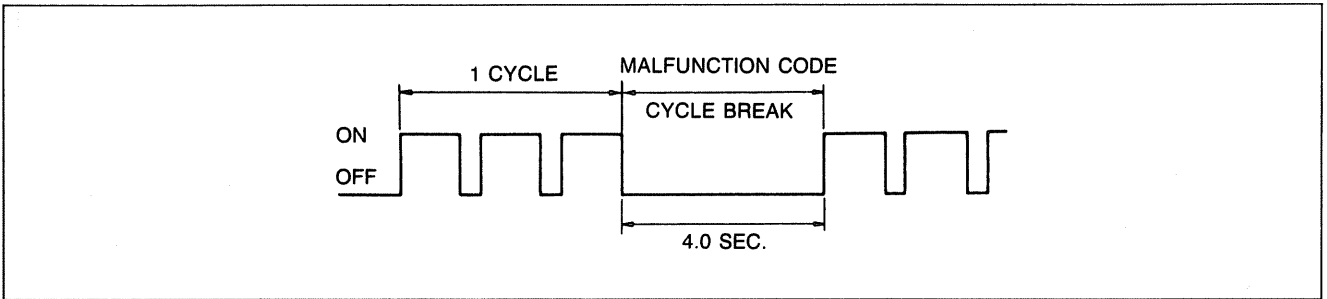 1 CYCLE
MALFUNCTION CODE
CYCLE BREAK
ON
OFF
4.0 SEC.